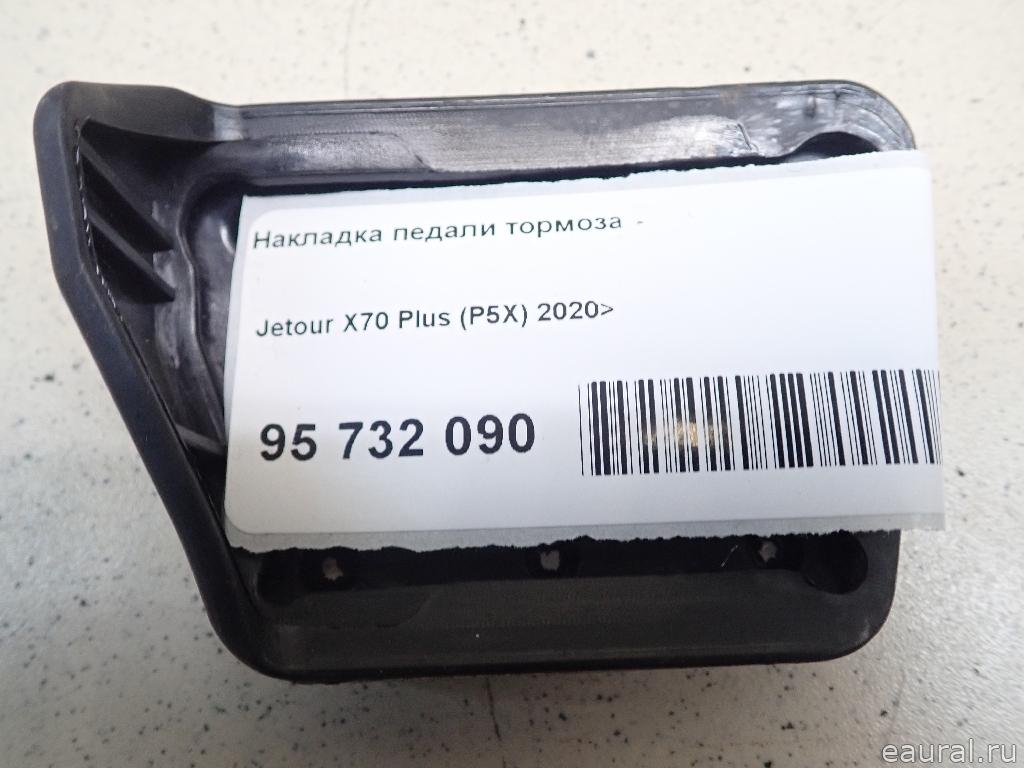 Накладка педали тормоза -
Jetour X70 Plus (P5X) 2020>
95 732 090
eaural.ru